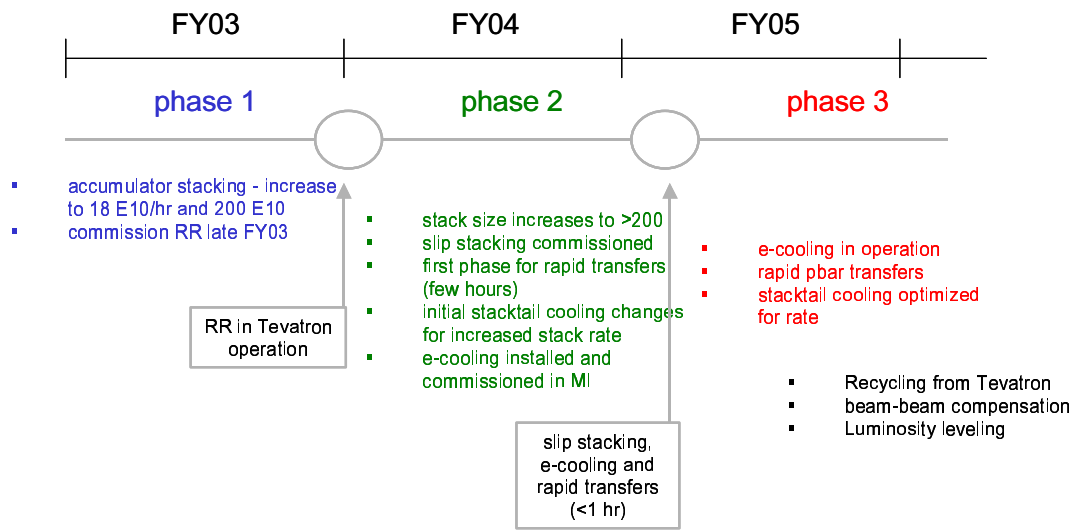 FY03 FY04 FY05
phase 1 phase 2 phase 3
▪ accumulator stacking - increase
to 18 E10/hr and 200 E10
▪ commission RR late FY03
RR in Tevatron
operation
▪ stack size increases to >200
▪ slip stacking commissioned
▪ first phase for rapid transfers
(few hours)
▪ initial stacktail cooling changes
for increased stack rate
▪ e-cooling installed and
commissioned in MI
slip stacking,
e-cooling and
rapid transfers
(<1 hr)
▪ e-cooling in operation
▪ rapid pbar transfers
▪ stacktail cooling optimized
for rate
▪ Recycling from Tevatron
▪ beam-beam compensation
▪ Luminosity leveling